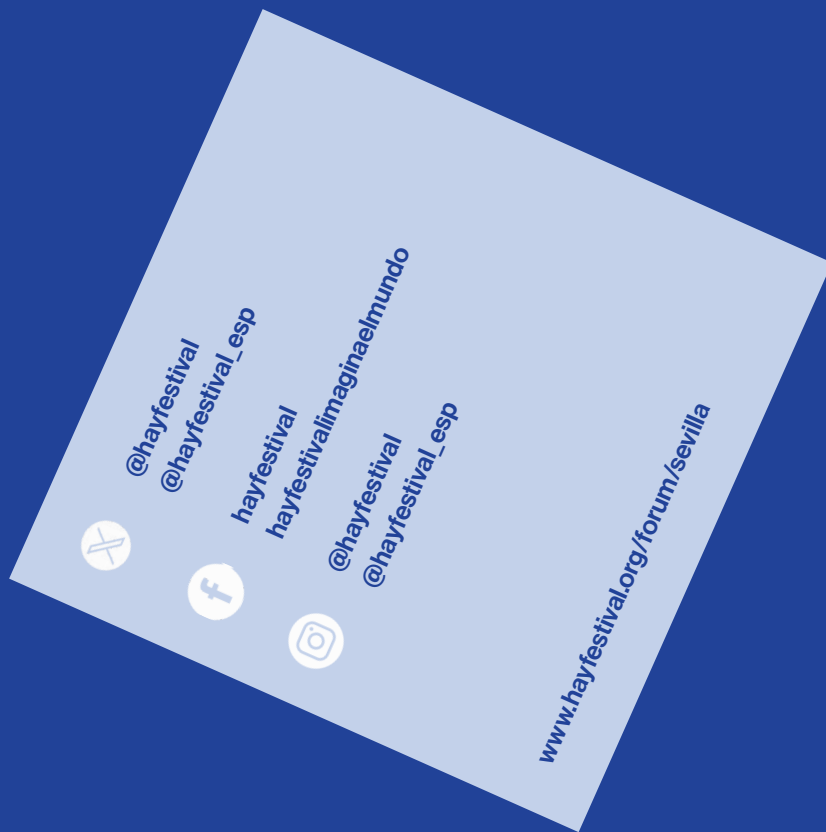 @hayfestival
@hayfestival_esp
hayfestival
hayfestivalimaginaelmundo
@hayfestival
@hayfestival_esp
www.hayfestival.org/forum/sevilla